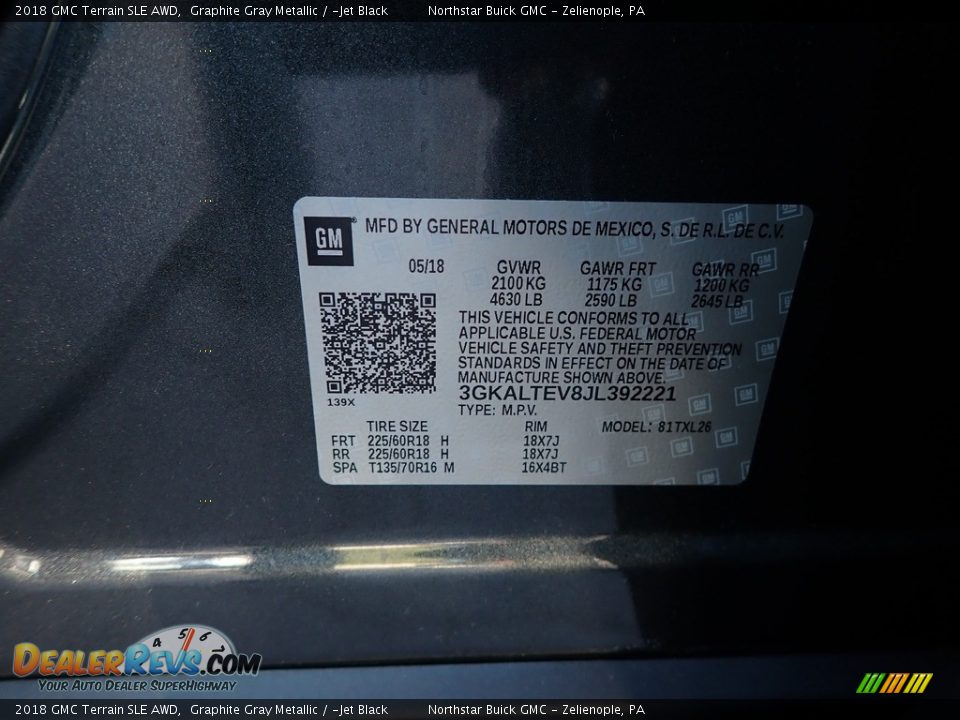 2018 GMC Terrain SLE AWD, Graphite Gray Metallic / -Jet Black Northstar Buick GMC - Zelienople, PA
GM MFD BY GENERAL MOTORS DE MEXICO, S. DE R.L. DE C.V.
05/18 GVWR GAWR FRT GAWR RR
2100 KG 1175 KG 1200 KG
4630 LB 2590 LB 2645 LB
THIS VEHICLE CONFORMS TO ALL
APPLICABLE U.S. FEDERAL MOTOR
VEHICLE SAFETY AND THEFT PREVENTION
STANDARDS IN EFFECT ON THE DATE OF
MANUFACTURE SHOWN ABOVE.
3GKALTEV8JL392221
139X
TYPE: M.P.V.
TIRE SIZE RIM MODEL: 81TXL26
FRT 225/60R18 H 18X7J
RR 225/60R18 H 18X7J
SPA T135/70R16 M 16X4BT
4 5 6 7
DealerRevs.com
Your Auto Dealer SuperHighway
2018 GMC Terrain SLE AWD, Graphite Gray Metallic / -Jet Black Northstar Buick GMC - Zelienople, PA